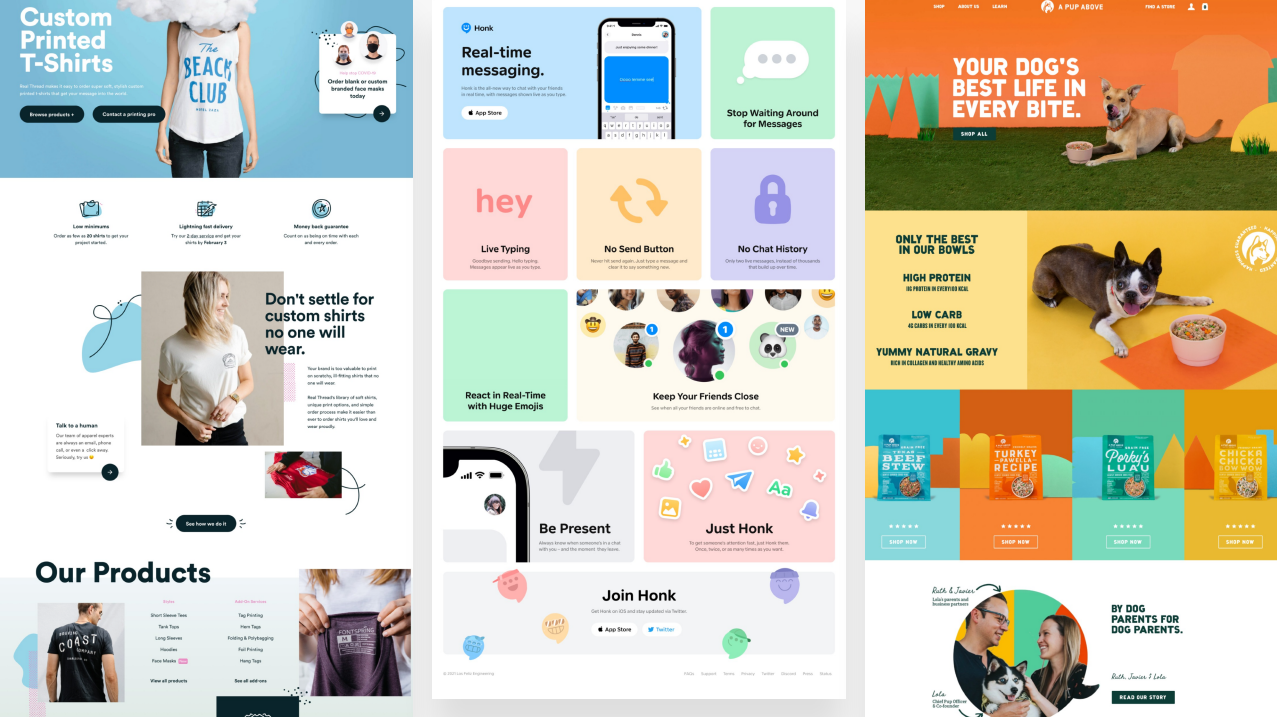 Custom
Printed
T-Shirts
Real Thread makes it easy to order super soft, stylish custom
printed t-shirts that get your message into the world.
Browse products +
Contact a printing pro
The
BEACH
CLUB
Help stop COVID-19
Order blank or custom
branded face masks
today
Low minimums
Order as few as 20 shirts to get your
project started.
Lightning fast delivery
Try our 2-day service and get your
shirts by February 3
Money back guarantee
Count on us being on time with each
and every order.
Don't settle for
custom shirts
no one will
wear.
Your brand is too valuable to print
on scratchy, ill-fitting shirts that no
one will wear.
Real Thread's library of soft shirts,
unique print options, and simple
order process make it easier than
ever to order shirts you'll love and
wear proudly.
Talk to a human
Our team of apparel experts
are always an email, phone
call, or even a click away.
Seriously, try us
See how we do it
Our Products
Short Sleeve Tees
Tank Tops
Long Sleeves
Hoodies
Face Masks
View all products
Add-On Services
Tag Printing
Hem Tags
Folding & Polybagging
Foil Printing
Hang Tags
See all add-ons
COAST
COMPANY
FONTSPRING
M
Honk
Real-time
messaging.
Honk is the all-new way to chat with your friends
in real time, with messages shown live as you type.
App Store
Just enjoying some dinner!
q w e r t y u i o p
a s d f g h j k l
Stop Waiting Around
for Messages
hey
Live Typing
Goodbye sending. Hello typing.
Messages appear live as you type.
No Send Button
Never hit send again. Just type a message and
clear it to say something new.
No Chat History
Only two live messages, instead of thousands
that build up over time.
React in Real-Time
with Huge Emojis
1
1
NEW
Keep Your Friends Close
See when all your friends are online and free to chat.
Be Present
Always know when someone's in a chat
with you - and the moment they leave.
Aa
Just Honk
To get someone's attention fast, just Honk them.
Once, twice, or as many times as you want.
Join Honk
Get Honk on iOS and stay updated via Twitter.
App Store
Twitter
FAQs Support Terms Privacy Twitter Discord Press Status
SHOP ABOUT US LEARN
A PUP ABOVE
FIND A STORE
YOUR DOG'S
BEST LIFE IN
EVERY BITE.
SHOP ALL
ONLY THE BEST
IN OUR BOWLS
HIGH PROTEIN
11G PROTEIN IN EVERY100 KCAL
LOW CARB
4G CARBS IN EVERY 100 KCAL
YUMMY NATURAL GRAVY
RICH IN COLLAGEN AND HEALTHY AMINO ACIDS
GRAIN FREE
TEXAS
BEEF
STEW
TURKEY
PAWELLA
RECIPE
GRAIN FREE
Porky's
LUAU
CHICKA
CHICKA
BOW WOW
SHOP NOW
SHOP NOW
SHOP NOW
SHOP NOW
Ruth & Javier
Lola's parents and
business partners
BY DOG
PARENTS FOR
DOG PARENTS.
Ruth, Javier & Lola
Lola
Chief Pup Officer
& Co-founder
READ OUR STORY